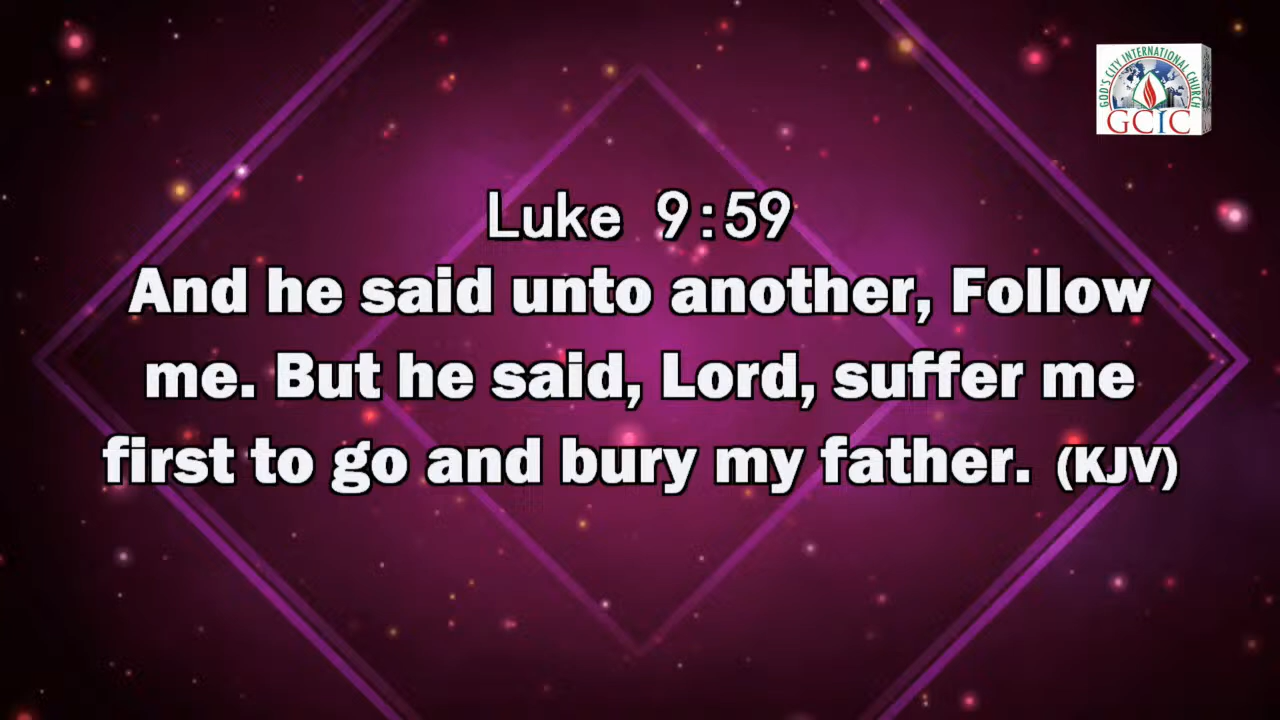 GOD'S CITY INTERNATIONAL CHURCH
GCIC
Luke 9:59
And he said unto another, Follow
me. But he said, Lord, suffer me
first to go and bury my father. (KJV)